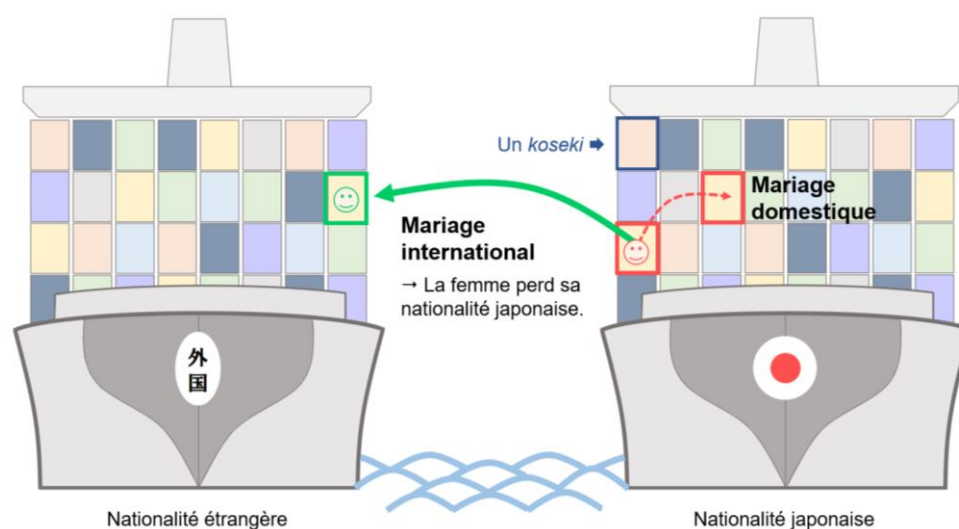 Un koseki ➡
Mariage
domestique
Mariage
international
→ La femme perd sa
nationalité japonaise.
外
国
Nationalité étrangère
Nationalité japonaise